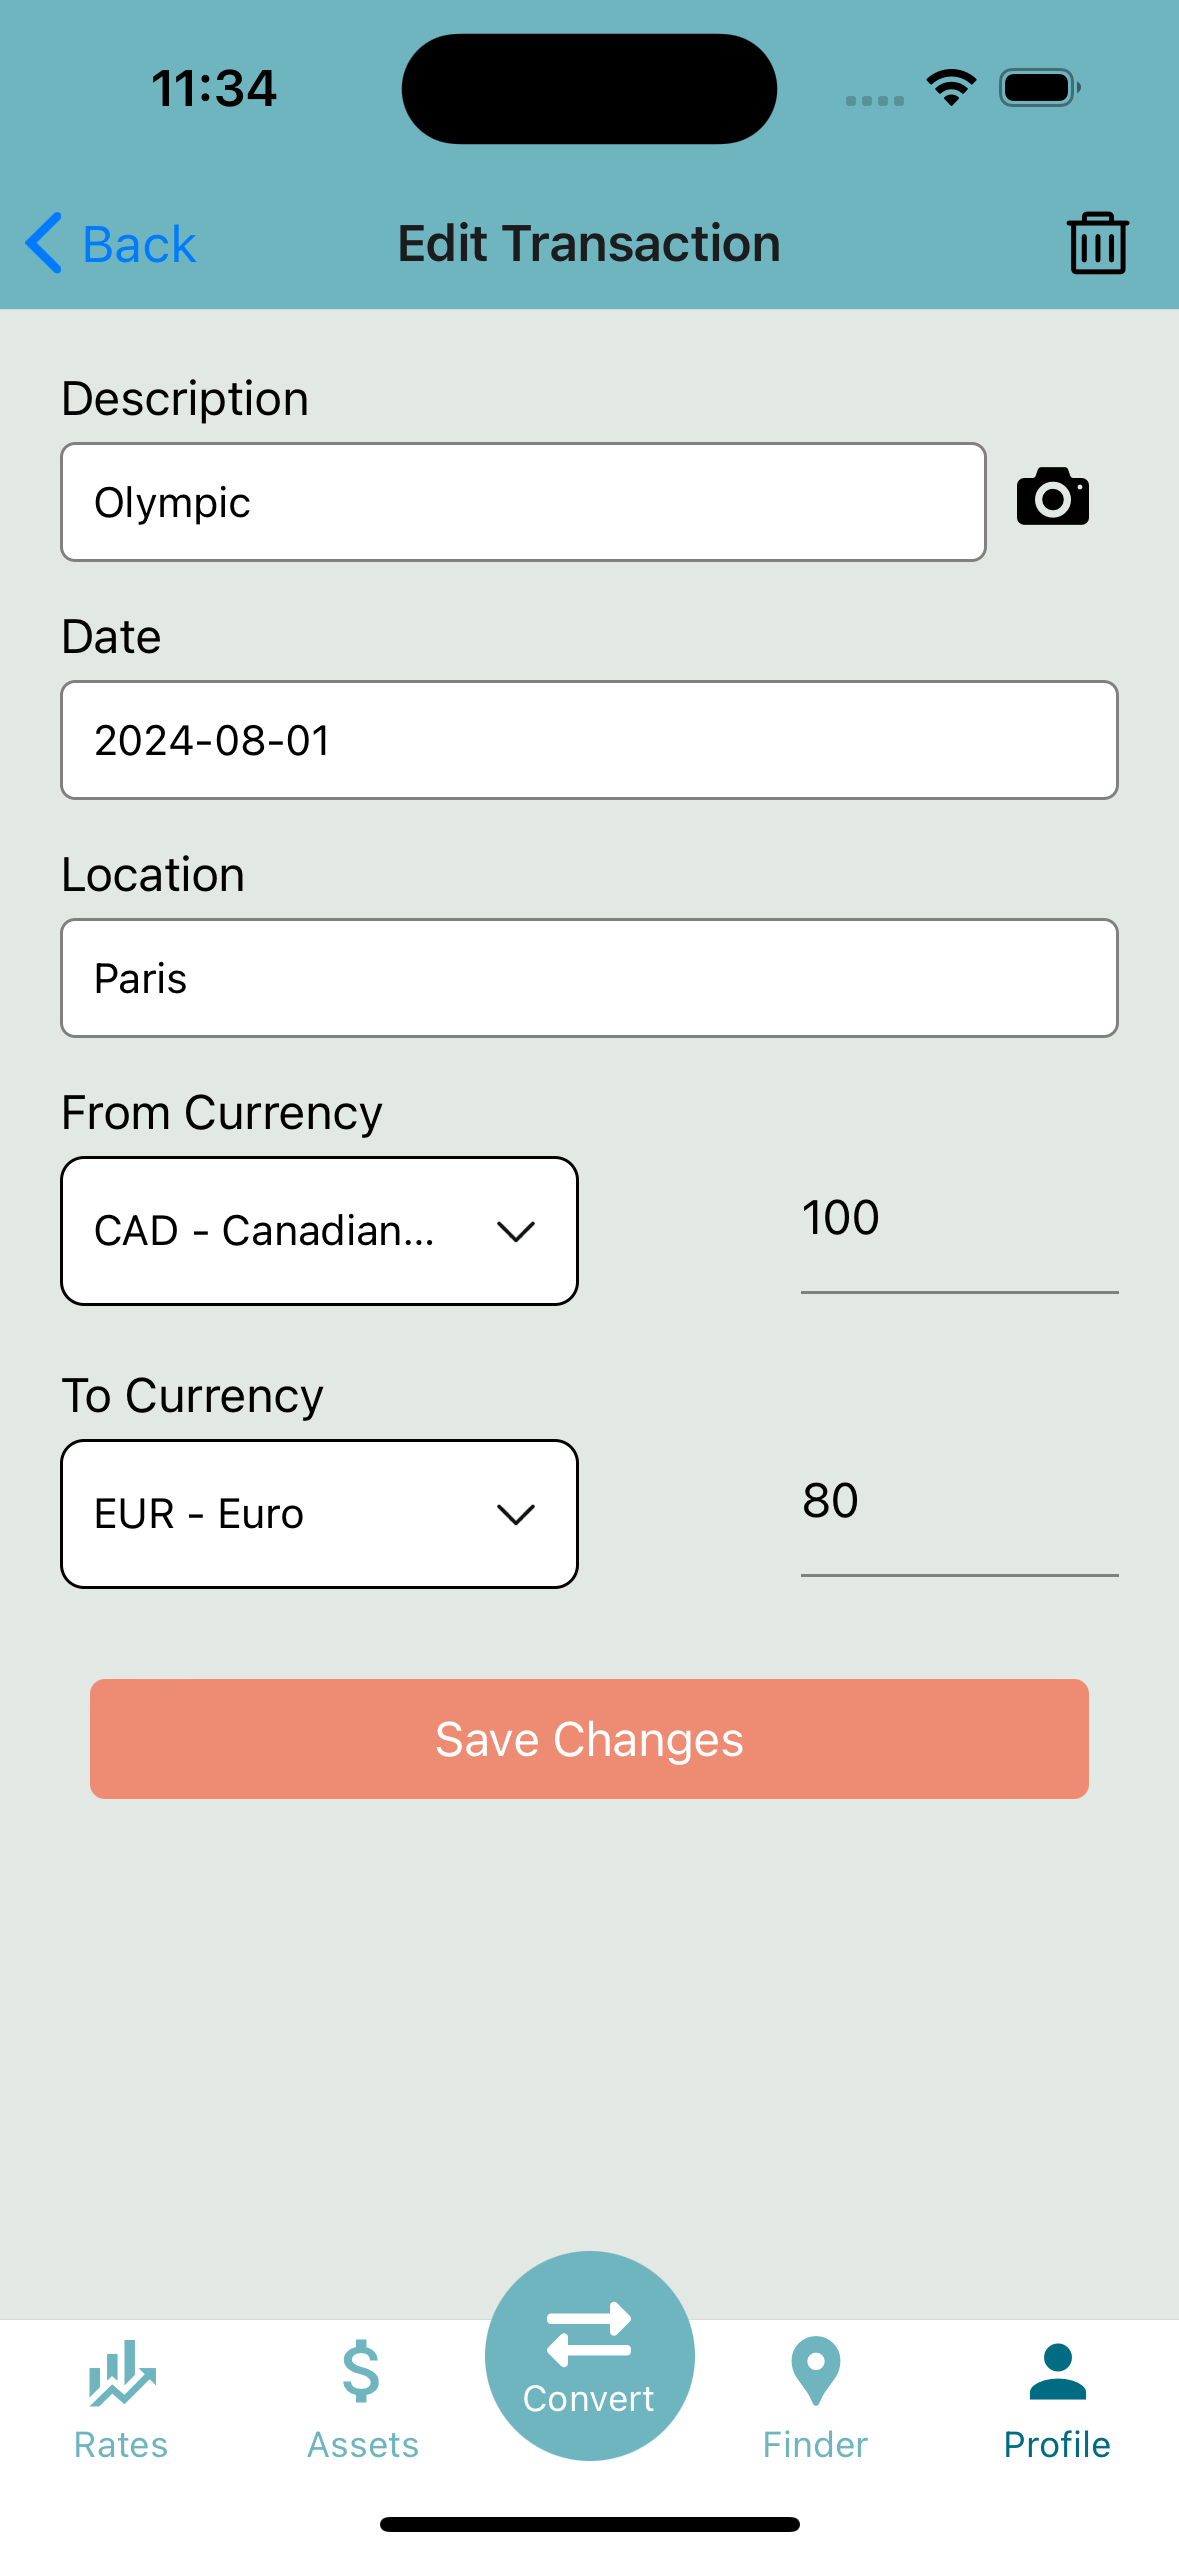 11:34
Back
Edit Transaction
Description
Olympic
Date
2024-08-01
Location
Paris
From Currency
CAD - Canadian...
100
To Currency
EUR - Euro
80
Save Changes
Rates
Assets
Convert
Finder
Profile